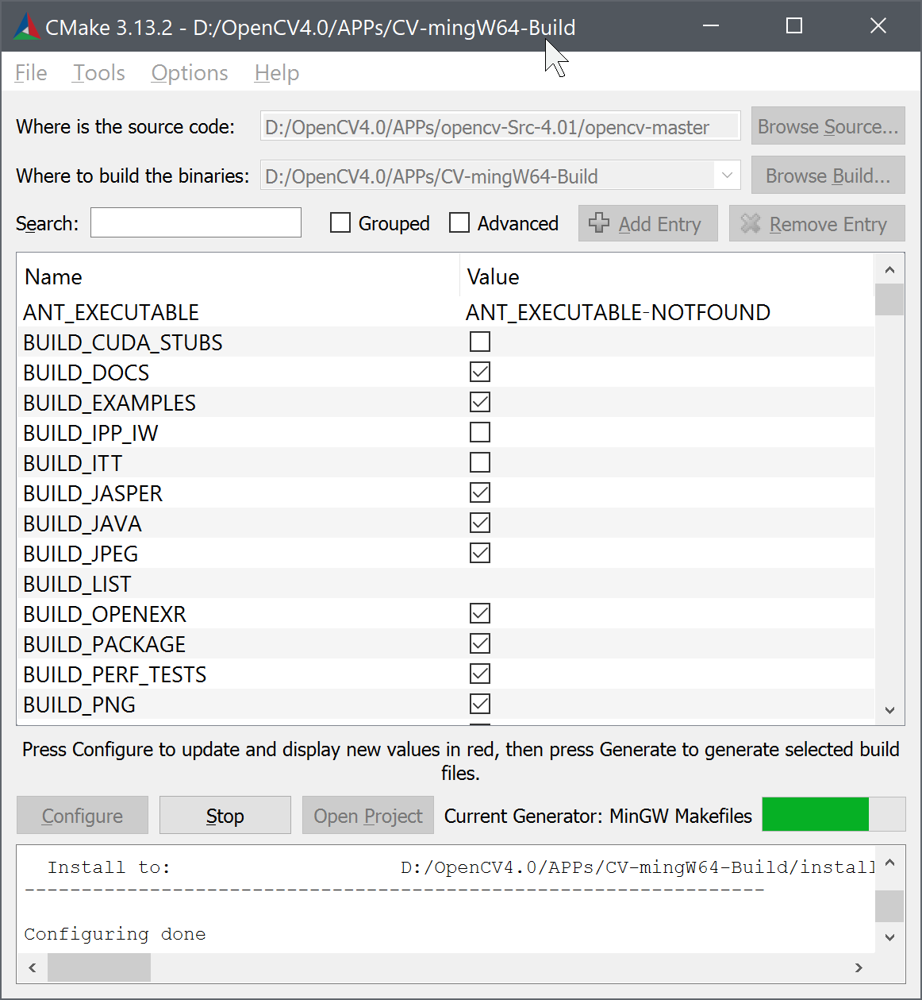 CMake 3.13.2 - D:/OpenCV4.0/APPs/CV-mingW64-Build
File Tools Options Help
Where is the source code: D:/OpenCV4.0/APPs/opencv-Src-4.01/opencv-master Browse Source...
Where to build the binaries: D:/OpenCV4.0/APPs/CV-mingW64-Build Browse Build...
Search: Grouped Advanced Add Entry Remove Entry
Name Value
ANT_EXECUTABLE ANT_EXECUTABLE-NOTFOUND
BUILD_CUDA_STUBS
BUILD_DOCS
BUILD_EXAMPLES
BUILD_IPP_IW
BUILD_ITT
BUILD_JASPER
BUILD_JAVA
BUILD_JPEG
BUILD_LIST
BUILD_OPENEXR
BUILD_PACKAGE
BUILD_PERF_TESTS
BUILD_PNG
Press Configure to update and display new values in red, then press Generate to generate selected build
files.
Configure Stop Open Project Current Generator: MinGW Makefiles
Install to: D:/OpenCV4.0/APPs/CV-mingW64-Build/install
-----------------------------------------------------------------
Configuring done